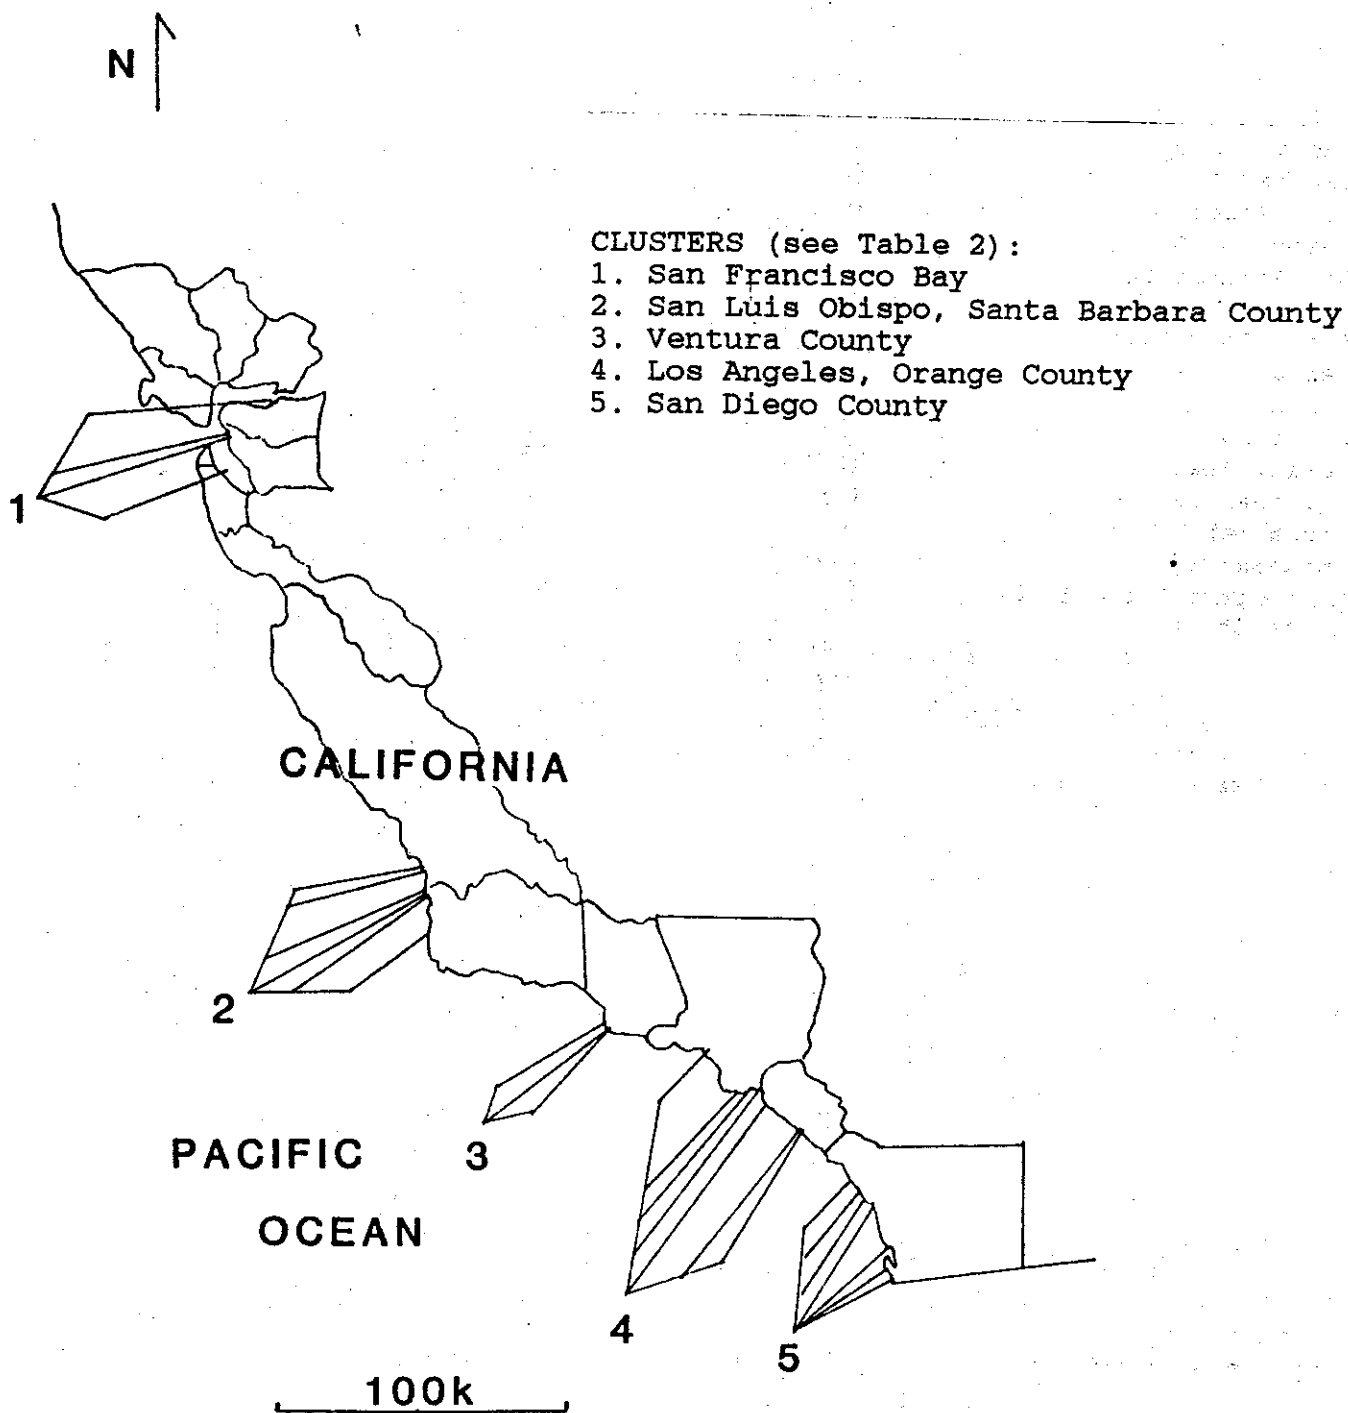 N
CLUSTERS (see Table 2):
1. San Francisco Bay
2. San Luis Obispo, Santa Barbara County
3. Ventura County
4. Los Angeles, Orange County
5. San Diego County
1
CALIFORNIA
2
PACIFIC
OCEAN
3
4
5
100k